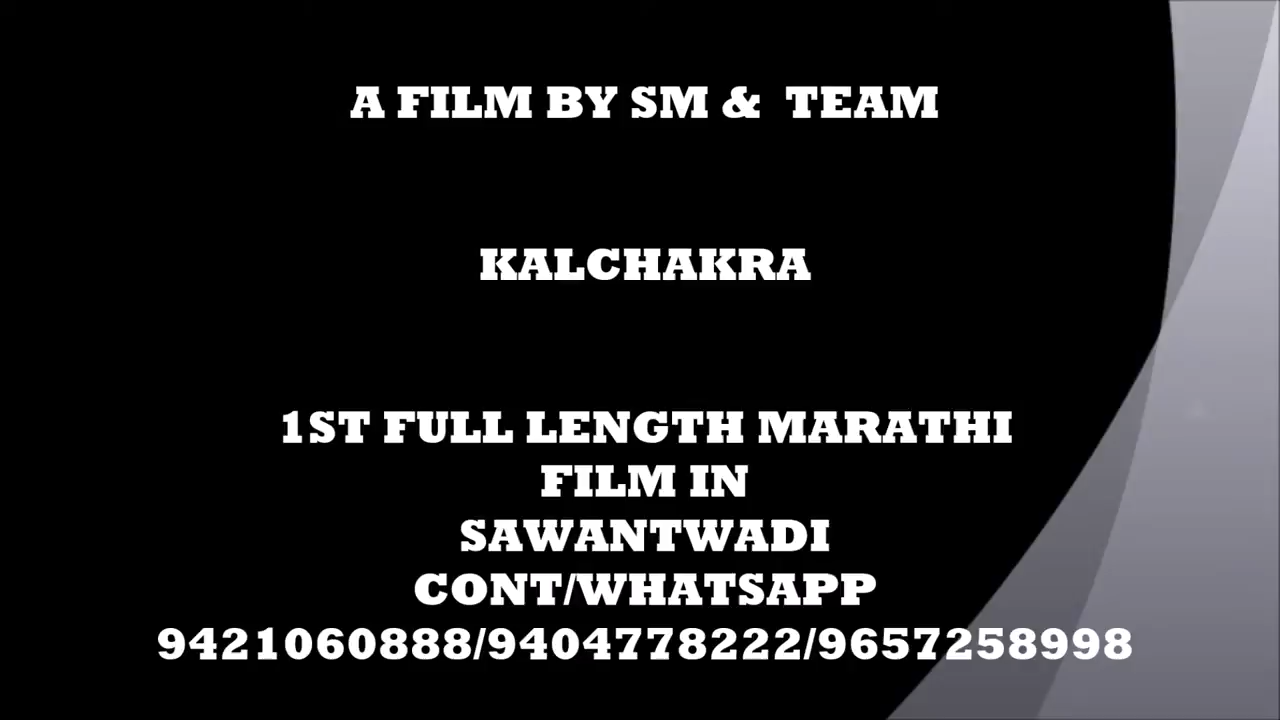 A FILM BY SM &  TEAM
KALCHAKRA
1ST FULL LENGTH MARATHI
FILM IN
SAWANTWADI
CONT/WHATSAPP
9421060888/9404778222/9657258998